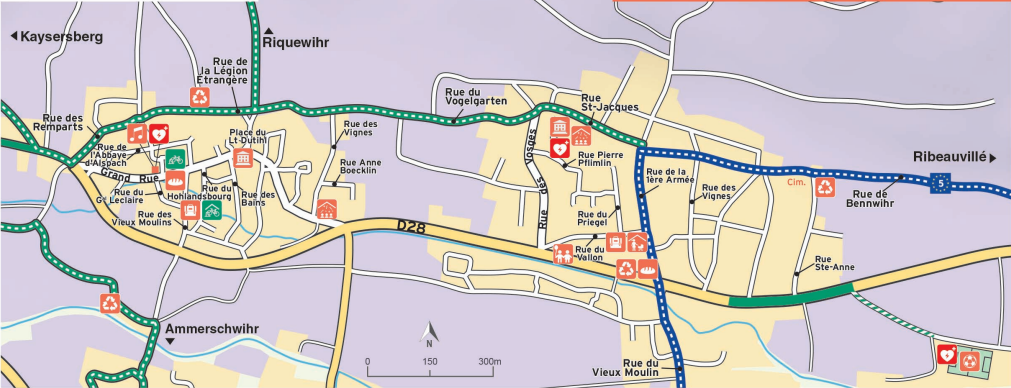 Kaysersberg
Riquewihr
Rue de
la Légion
Étrangère
Rue des
Remparts
Rue de
l'Abbaye
d'Alspach
Grand Rue
Rue du
Gal Leclaire
Rue des
Vieux Moulins
Place du
Lt Dutihl
Rue du
Hohlandsbourg
Rue des
Bains
Rue des
Vignes
Rue Anne
Boecklin
D28
Ammerschwihr
Rue du
Vogelgarten
Rue
St-Jacques
Rue des Vosges
Rue Pierre
Pflimlin
Rue de la
1ère Armée
Rue du
Priegel
Rue du
Vallon
Rue des
Vignes
Cim.
Rue de
Bennwihr
5
Ribeauvillé
Rue
Ste-Anne
Rue du
Vieux Moulin
N
0 150 300m